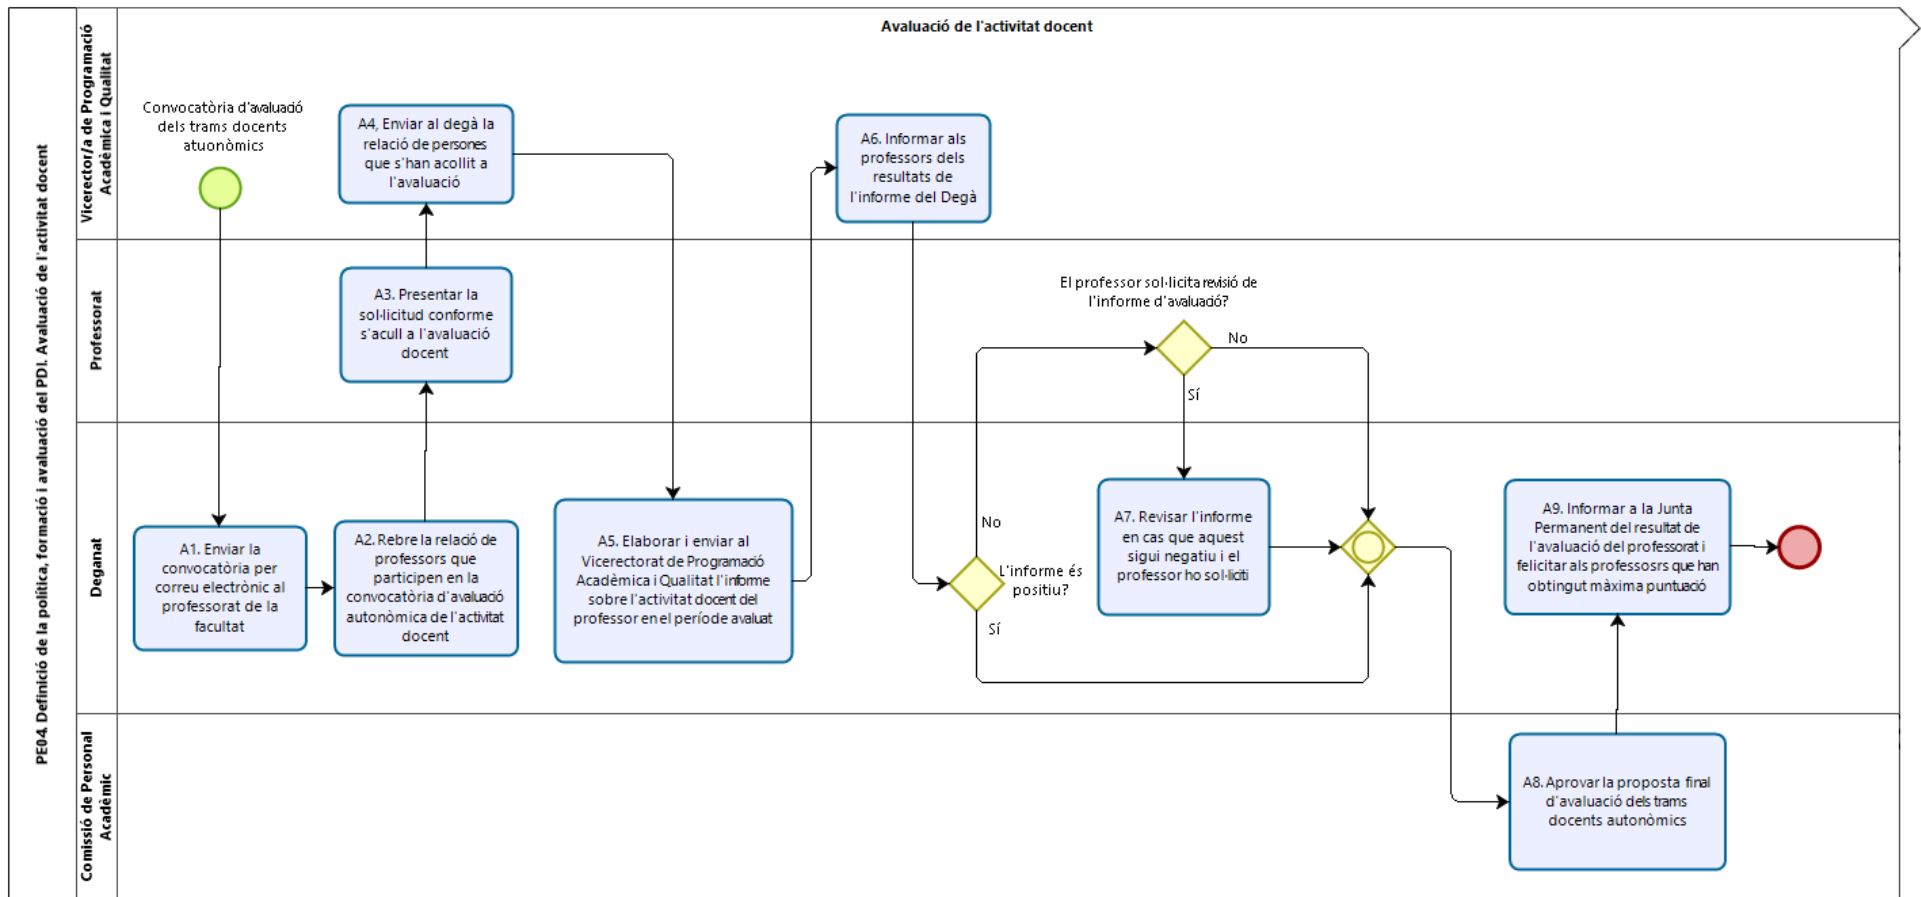 Avaluació de l'activitat docent
PE04. Definició de la política, formació i avaluació del PDI. Avaluació de l'activitat docent
Vicerector/a de Programació
Acadèmica i Qualitat
Convocatòria d'avaluació
dels trams docents
atuonòmics
A4, Enviar al degà la
relació de persones
que s'han acollit a
l'avaluació
A6. Informar als
professors dels
resultats de
l'informe del Degà
Professorat
A3. Presentar la
sol·licitud conforme
s'acull a l'avaluació
docent
El professor sol·licita revisió de
l'informe d'avaluació?
No
Sí
Deganat
A1. Enviar la
convocatòria per
correu electrònic al
professorat de la
facultat
A2. Rebre la relació de
professors que
participen en la
convocatòria d'avaluació
autonòmica de l'activitat
docent
A5. Elaborar i enviar al
Vicerectorat de Programació
Acadèmica i Qualitat l'informe
sobre l'activitat docent del
professor en el període avaluat
No
L'informe és
positiu?
Sí
A7. Revisar l'informe
en cas que aquest
sigui negatiu i el
professor ho sol·liciti
A9. Informar a la Junta
Permanent del resultat de
l'avaluació del professorat i
felicitar als professosrs que han
obtingut màxima puntuació
Comissió de Personal
Acadèmic
A8. Aprovar la proposta final
d'avaluació dels trams
docents autonòmics